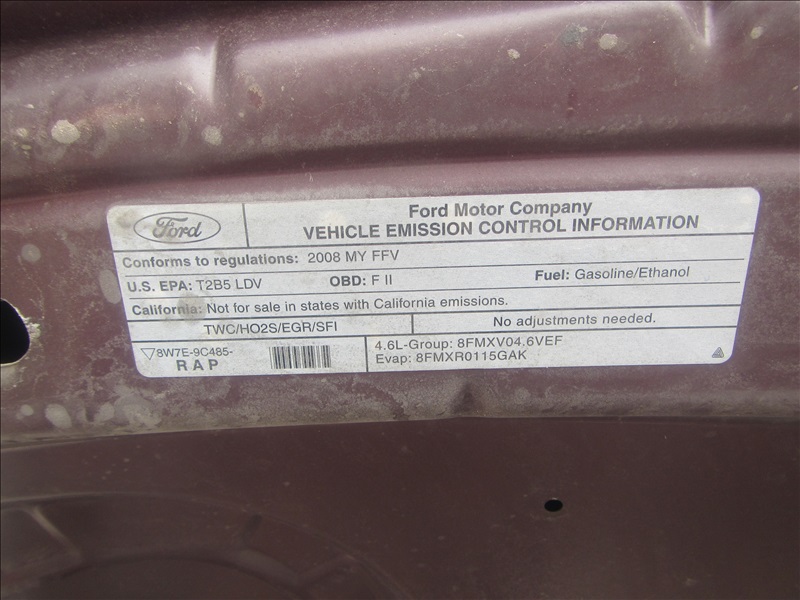 Ford
Ford Motor Company
VEHICLE EMISSION CONTROL INFORMATION
Conforms to regulations: 2008 MY FFV
U.S. EPA: T2B5 LDV OBD: F II Fuel: Gasoline/Ethanol
California: Not for sale in states with California emissions.
TWC/HO2S/EGR/SFI No adjustments needed.
8W7E-9C485-
RAP
4.6L-Group: 8FMXV04.6VEF
Evap: 8FMXR0115GAK